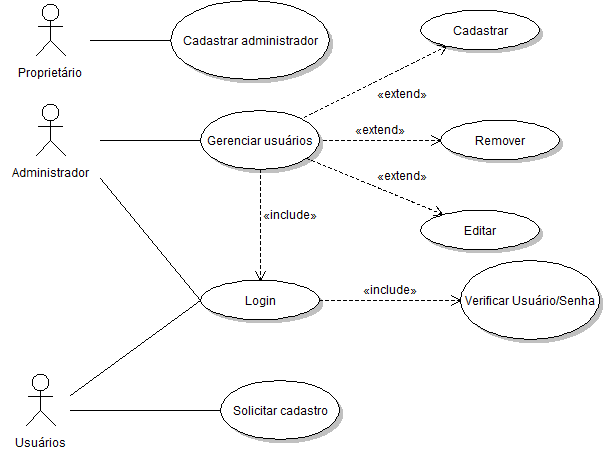 Cadastrar
Cadastrar administrador
Proprietário
«extend»
«extend»
Gerenciar usuários
Remover
Administrador
«extend»
«include»
Editar
«include»
Login
Verificar Usuário/Senha
Solicitar cadastro
Usuários